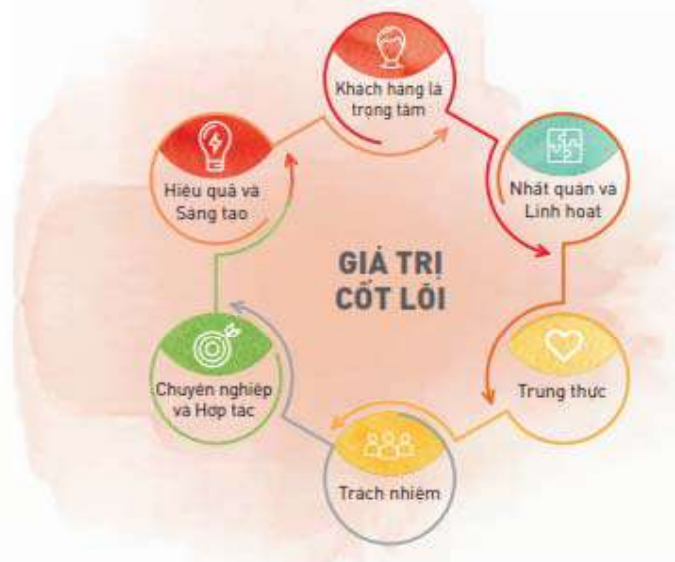 Khách hàng là
trọng tâm
Nhất quán và
Linh hoạt
Trung thực
Trách nhiệm
Chuyên nghiệp
và Hợp tác
Hiệu quả và
Sáng tạo
GIÁ TRỊ
CỐT LÕI